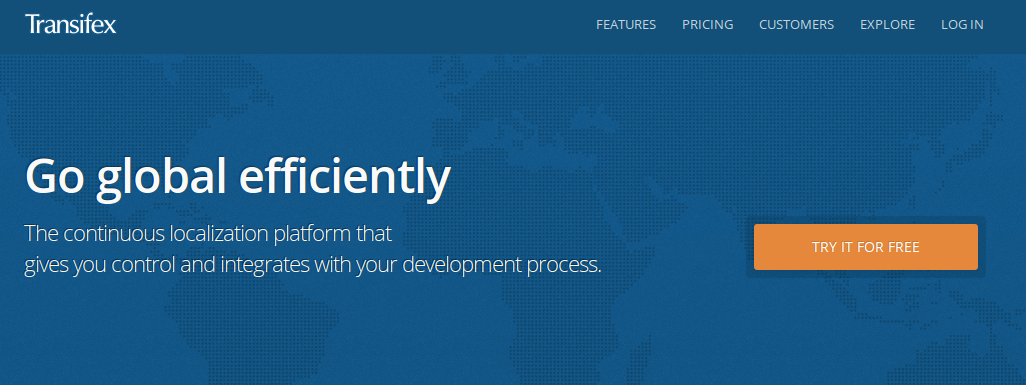 Transifex
FEATURES PRICING CUSTOMERS EXPLORE LOG IN
Go global efficiently
The continuous localization platform that
gives you control and integrates with your development process.
TRY IT FOR FREE